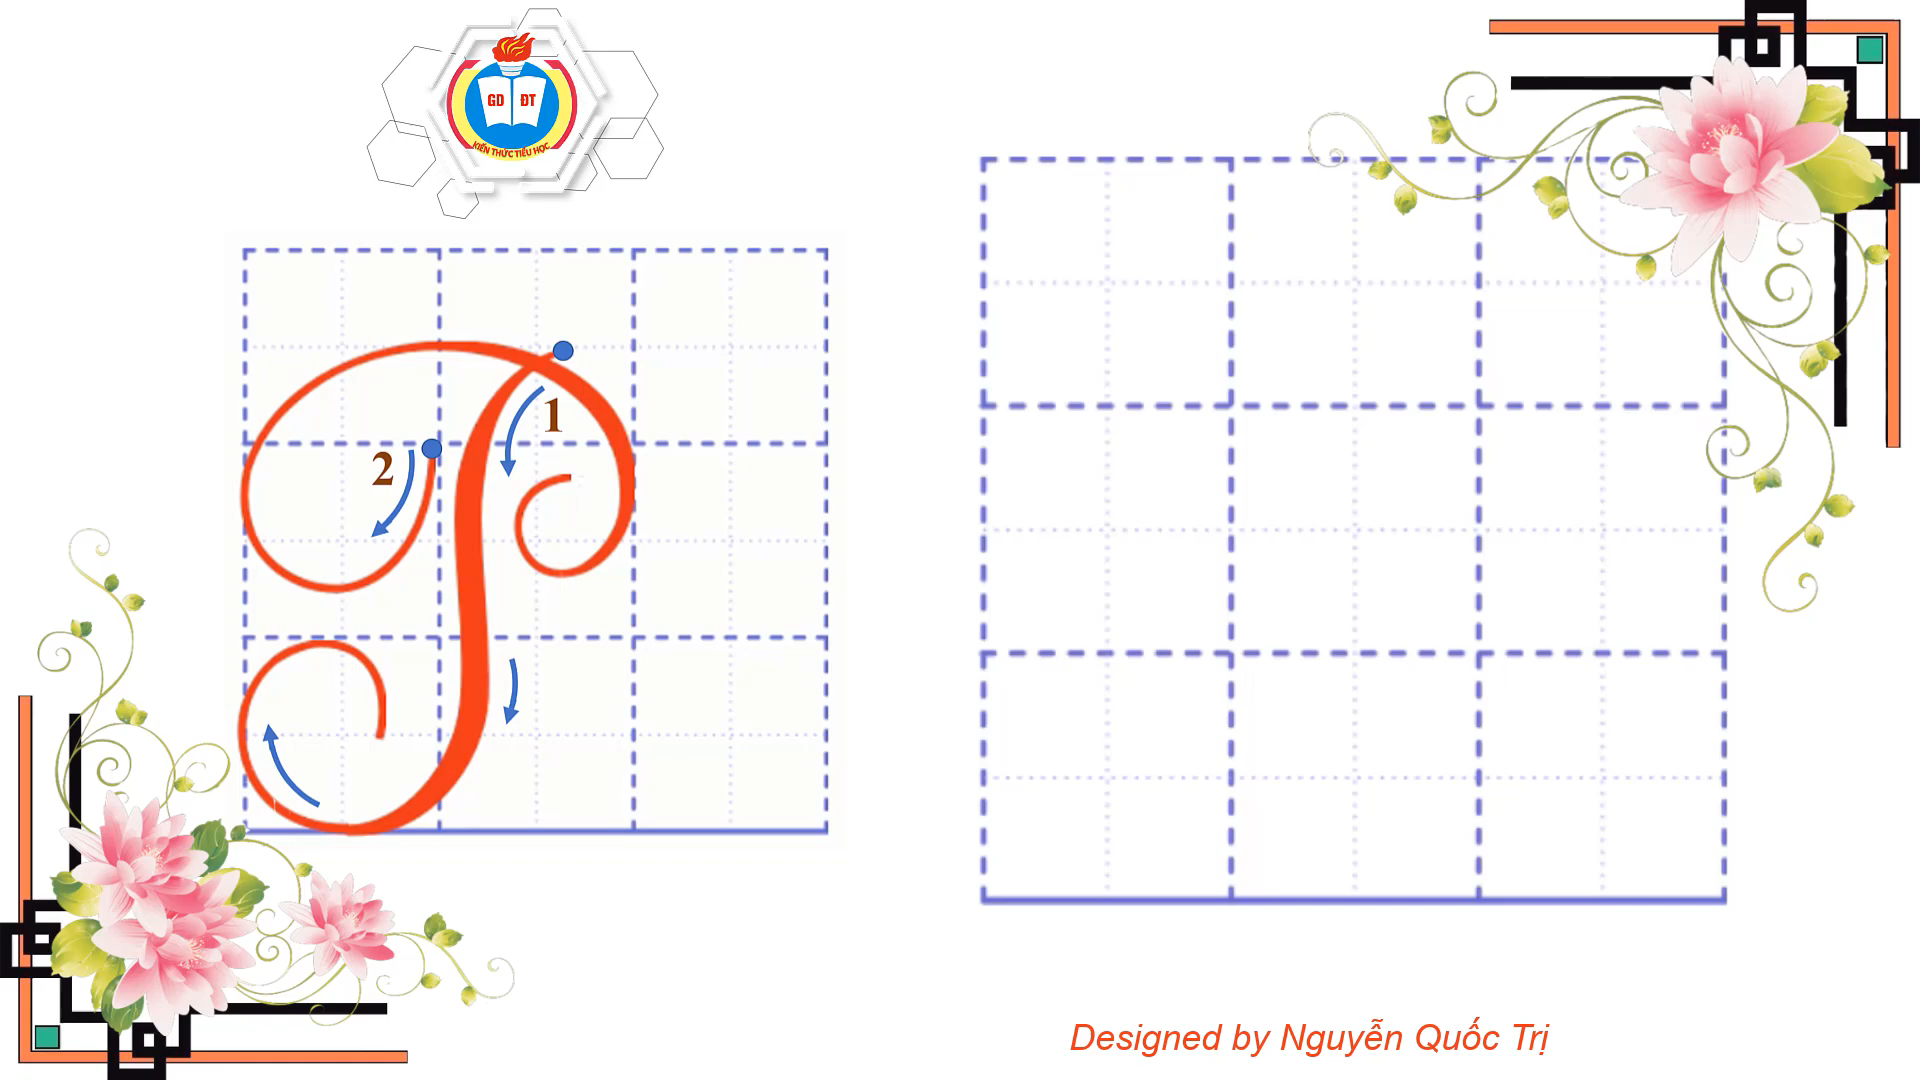 GD ĐT
KIẾN THỨC TIỂU HỌC
P
1
2
Designed by Nguyễn Quốc Trị